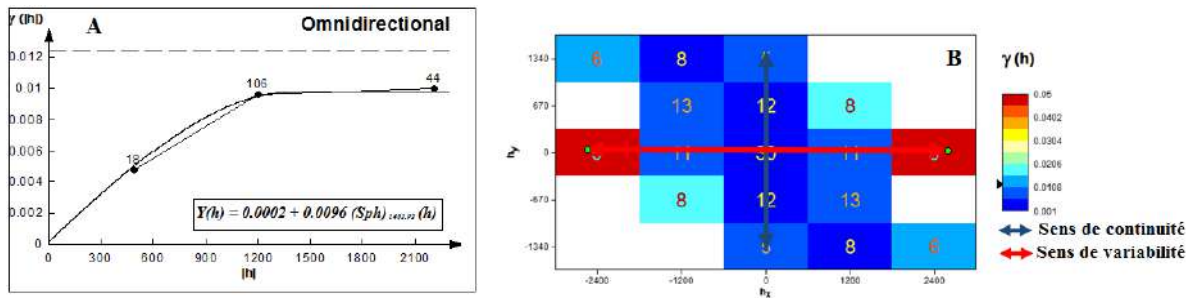 γ (|h|)
A
Omnidirectional
0.012
0.01
0.008
0.006
0.004
0.002
0
18
106
44
Y(h) = 0.0002 + 0.0096 (Sph) (h)
0 300 600 900 1200 1500 1800 2100
|h|
B
1340
670
0
-670
-1340
hy
6 8
13 12 8
11 11
8 12 13
8 6
-2400 -1200 0 1200 2400
hx
γ (h)
0.05
0.0402
0.0304
0.0206
0.0108
0.001
Sens de continuité
Sens de variabilité